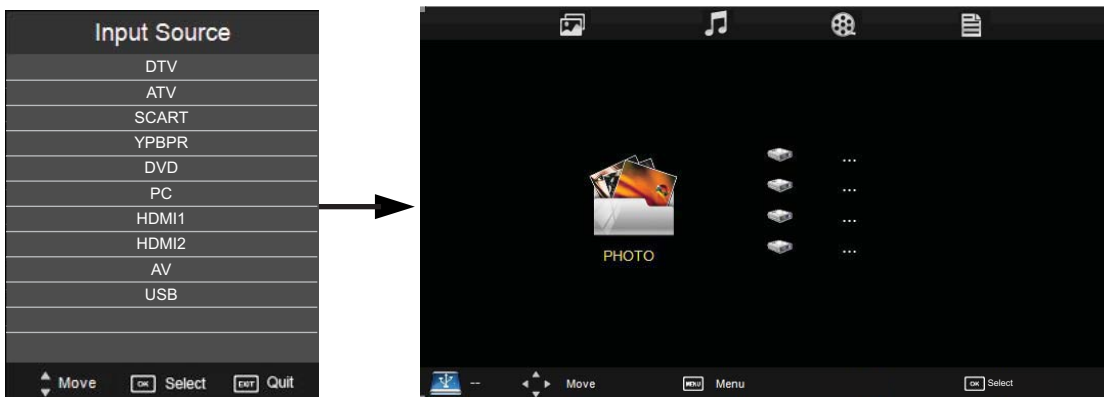 Input Source
DTV
ATV
SCART
YPBPR
DVD
PC
HDMI1
HDMI2
AV
USB
Move OK Select EXIT Quit
...
...
...
...
PHOTO
-- Move MENU Menu OK Select